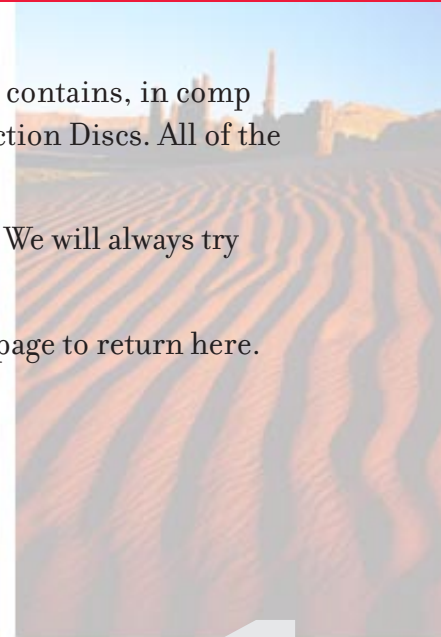 contains, in comp
ction Discs. All of the
We will always try
page to return here.